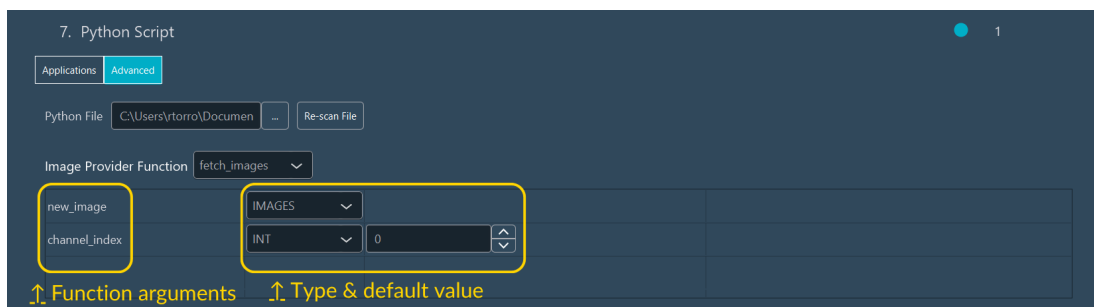 7. Python Script 1
Applications Advanced
Python File C:\Users\rtorro\Documen ... Re-scan File
Image Provider Function fetch_images
new_image IMAGES
channel_index INT 0
↑ Function arguments ↑ Type & default value